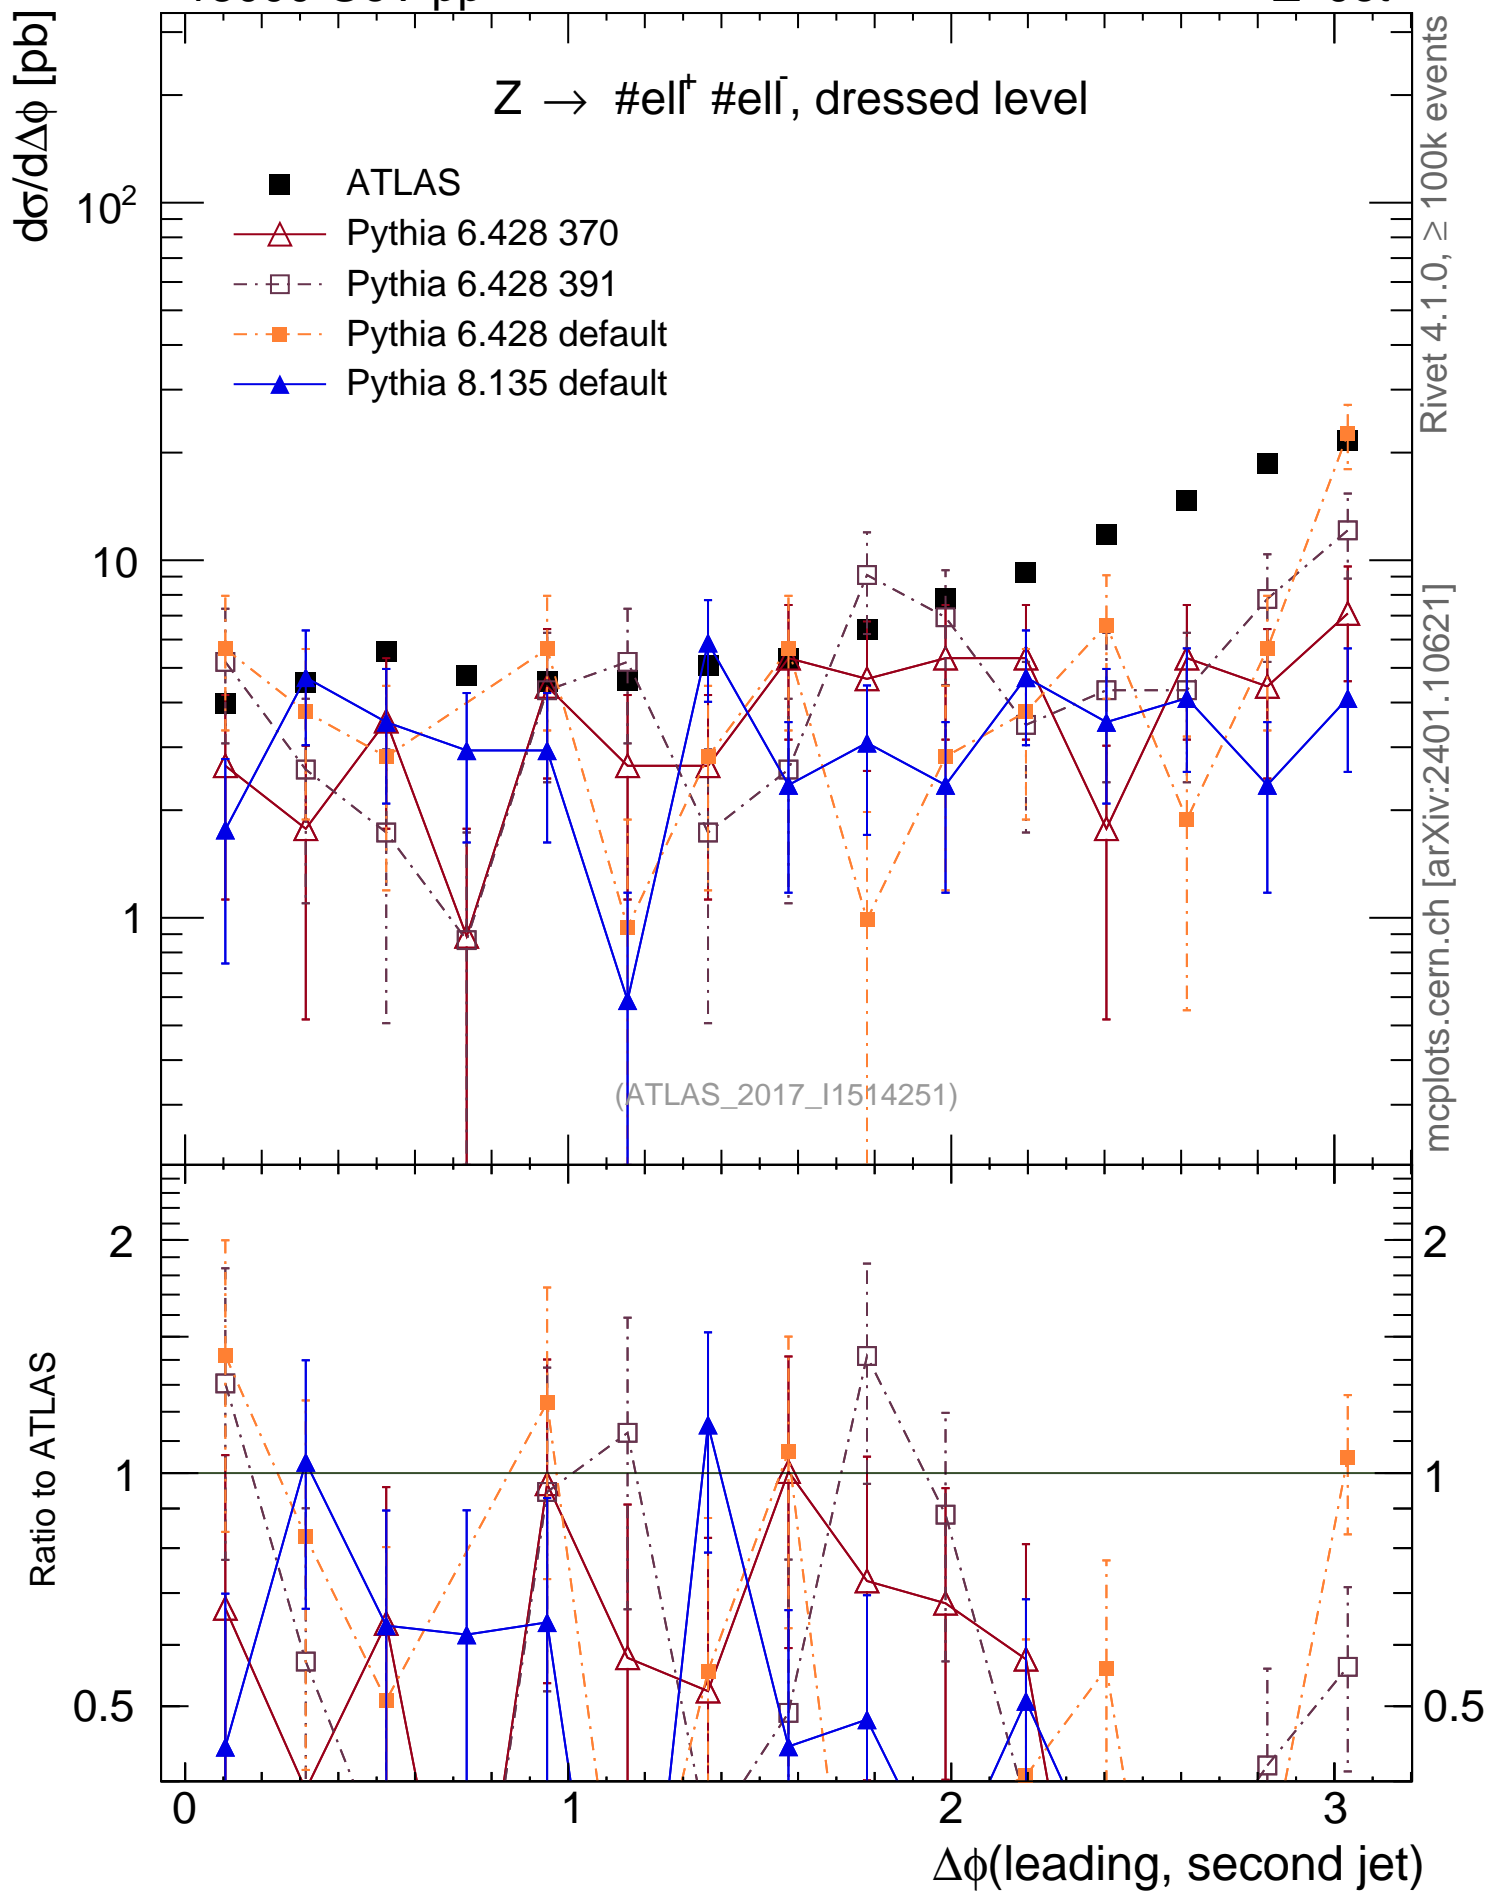 dσ/dΔϕ [pb]
Z → #ell⁺ #ell⁻, dressed level
ATLAS
Pythia 6.428 370
Pythia 6.428 391
Pythia 6.428 default
Pythia 8.135 default
10²
10
1
(ATLAS_2017_I1514251)
Rivet 4.1.0, ≥ 100k events
mcplots.cern.ch [arXiv:2401.10621]
Ratio to ATLAS
2
1
0.5
2
1
0.5
0 1 2 3
Δϕ(leading, second jet)